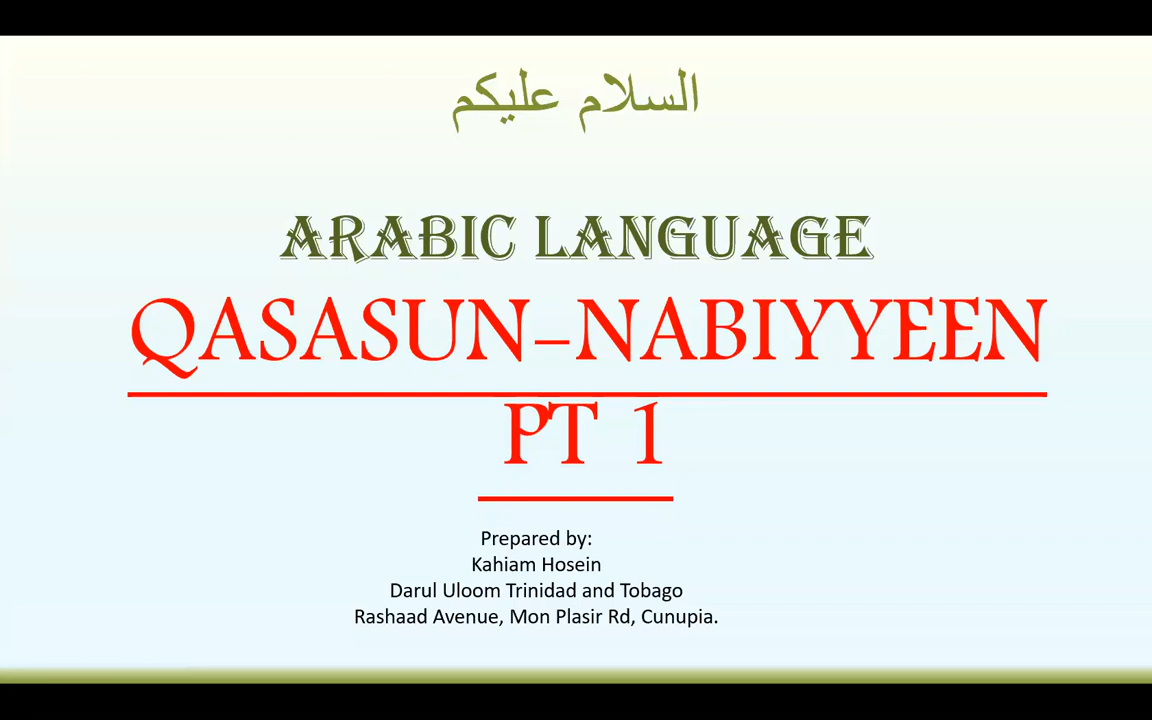 السلام عليكم
ARABIC LANGUAGE
QASASUN-NABIYYEEN
PT 1
Prepared by:
Kahiam Hosein
Darul Uloom Trinidad and Tobago
Rashaad Avenue, Mon Plasir Rd, Cunupia.